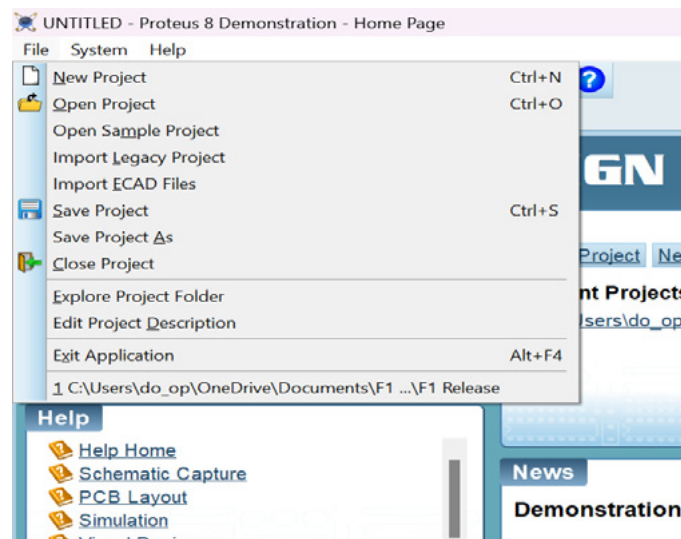 UNTITLED - Proteus 8 Demonstration - Home Page
File System Help
New Project Ctrl+N
Open Project Ctrl+O
Open Sample Project
Import Legacy Project
Import ECAD Files
Save Project Ctrl+S
Save Project As
Close Project
Explore Project Folder
Edit Project Description
Exit Application Alt+F4
1 C:\Users\do_op\OneDrive\Documents\F1 ...\F1 Release
?
GN
Project Ne
nt Projects
sers\do_op
Help
Help Home
Schematic Capture
PCB Layout
Simulation
News
Demonstration